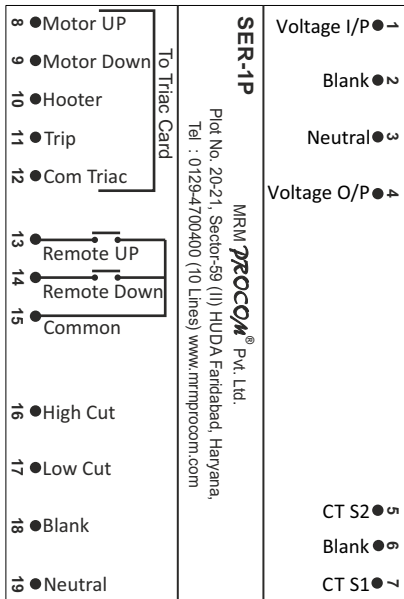 8 Motor UP
9 Motor Down
10 Hooter
11 Trip
12 Com Triac
To Triac Card
13 Remote UP
14 Remote Down
15 Common
16 High Cut
17 Low Cut
18 Blank
19 Neutral
SER-1P
MRM PROCOM® Pvt. Ltd.
Plot No. 20-21, Sector-59 (II) HUDA Faridabad, Haryana,
Tel : 0129-4700400 (10 Lines) www.mrmprocom.com
Voltage I/P 1
Blank 2
Neutral 3
Voltage O/P 4
CT S2 5
Blank 6
CT S1 7